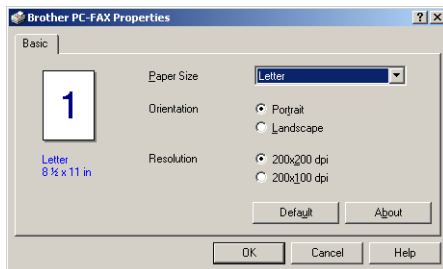 Brother PC-FAX Properties
Basic
1
Letter
8 ½ x 11 in
Paper Size
Letter
Orientation
Portrait
Landscape
Resolution
200x200 dpi
200x100 dpi
Default
About
OK
Cancel
Help